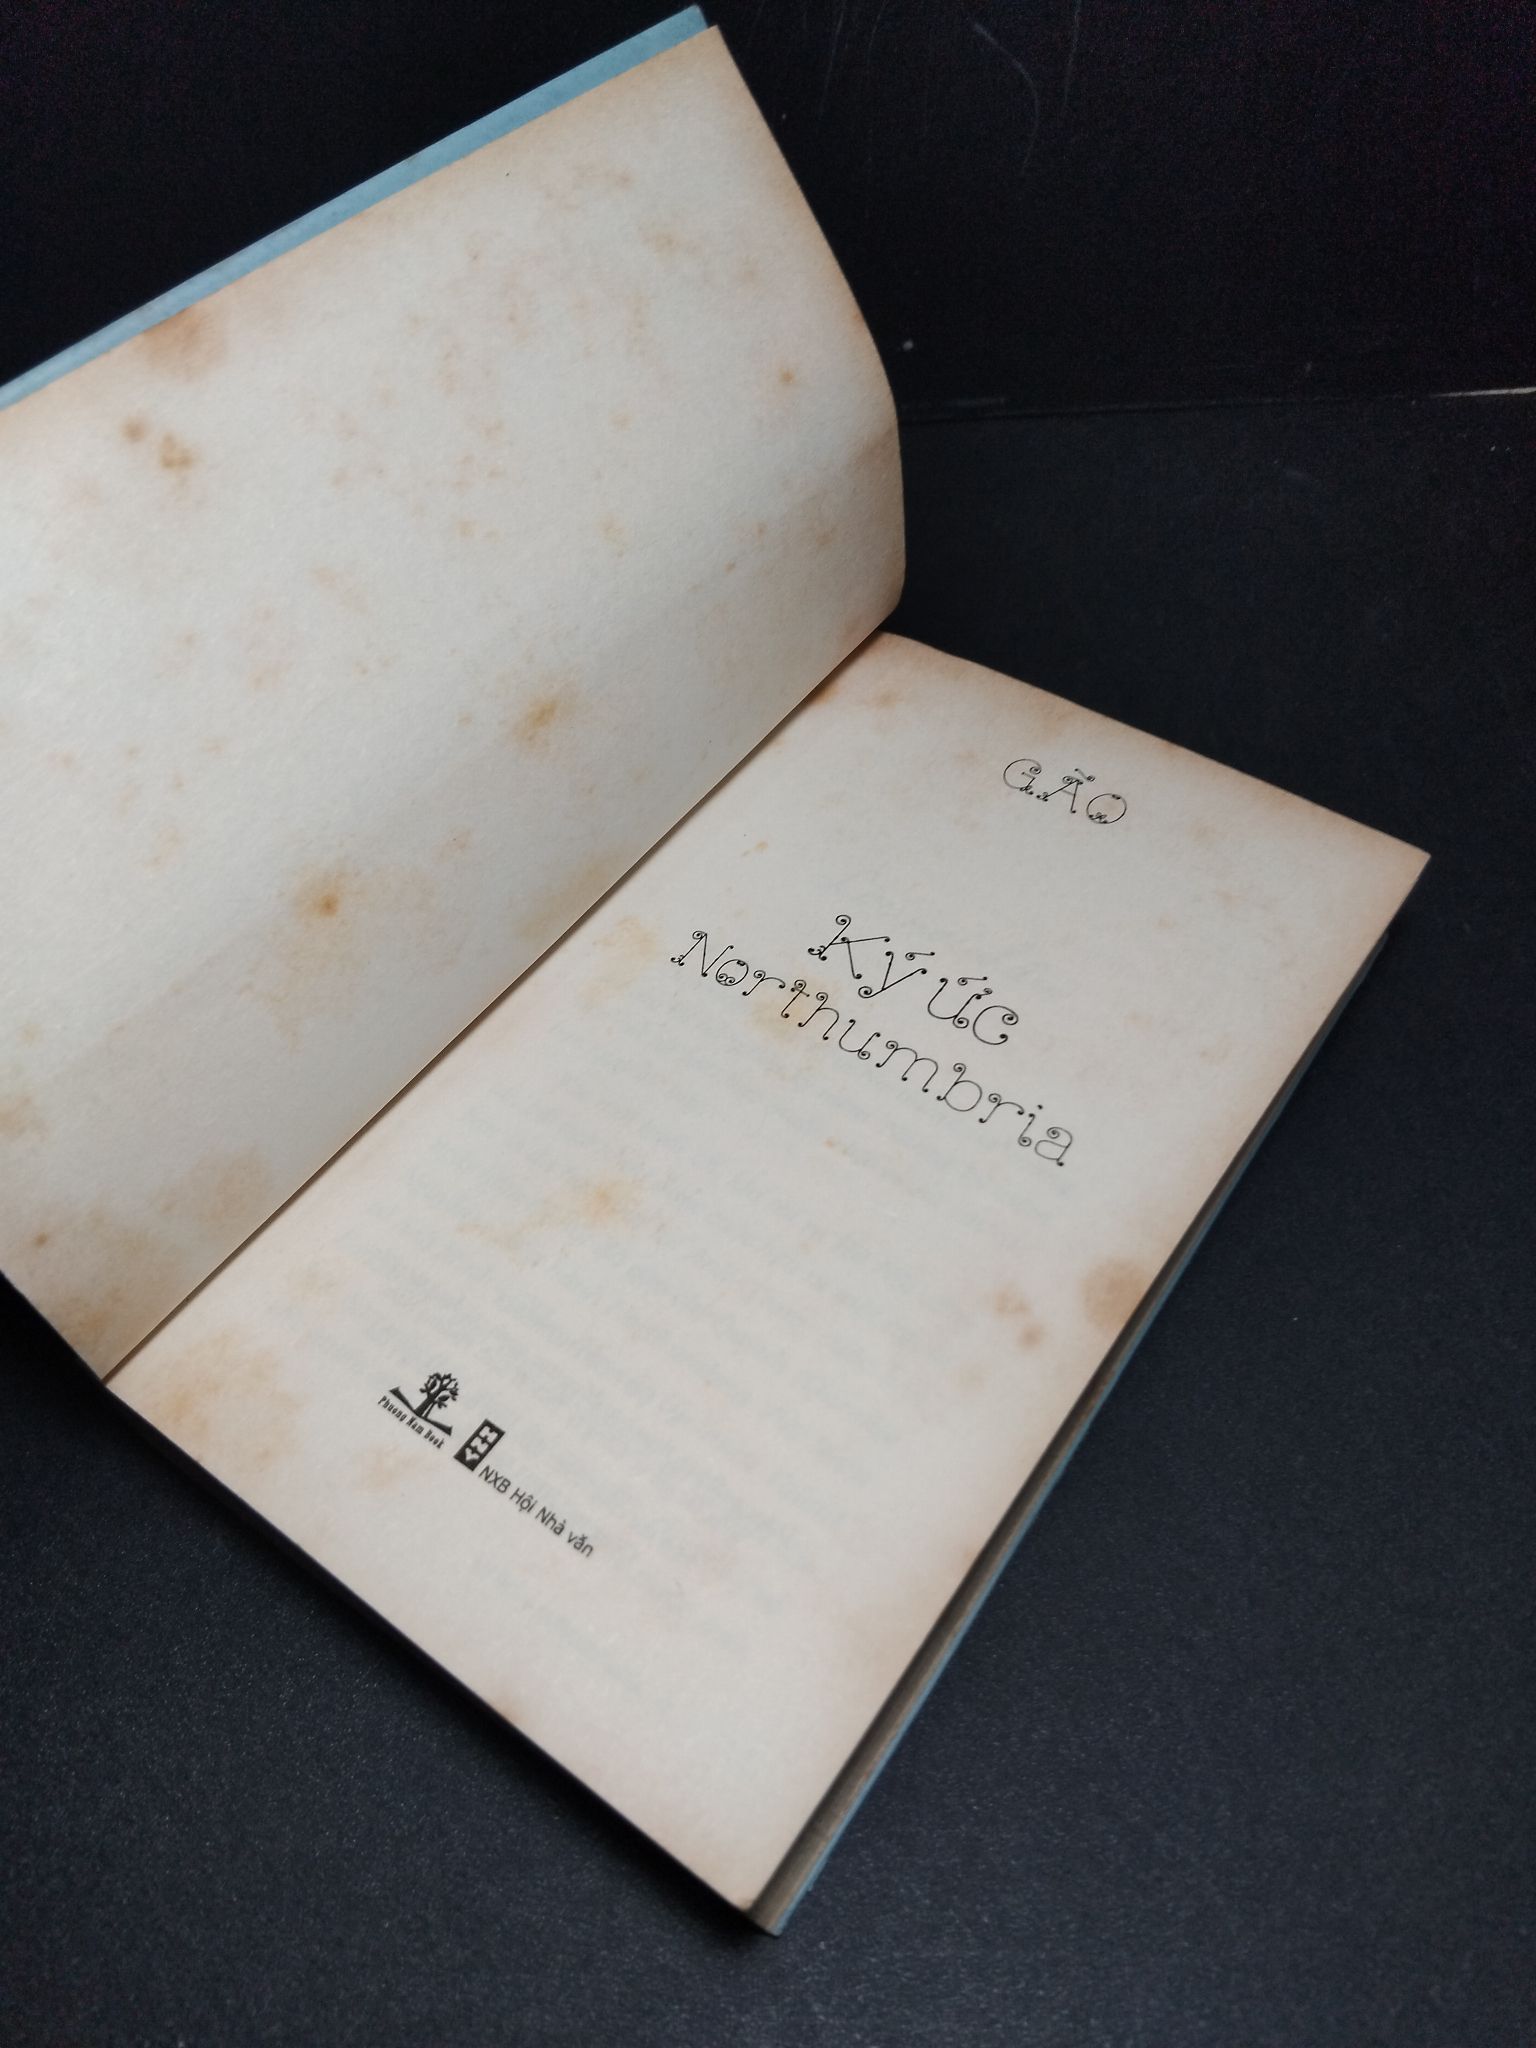 GÃO
Ký ức
Northumbria
Phuong Nam Book
NXB Hội Nhà văn